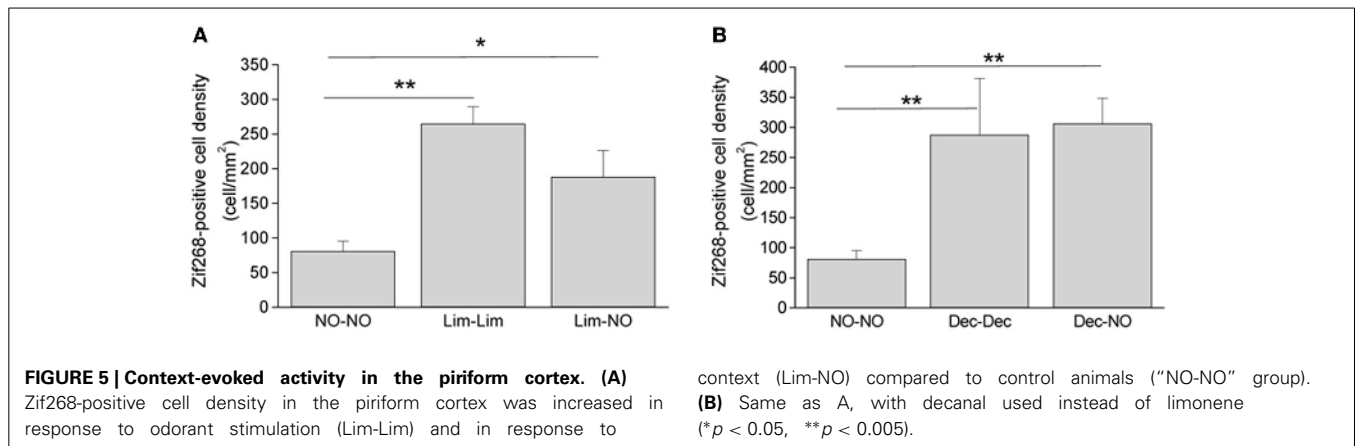 A
*
**
Zif268-positive cell density
(cell/mm²)
350
300
250
200
150
100
50
0
NO-NO Lim-Lim Lim-NO
B
**
**
Zif268-positive cell density
(cell/mm²)
400
350
300
250
200
150
100
50
0
NO-NO Dec-Dec Dec-NO
FIGURE 5 | Context-evoked activity in the piriform cortex. (A)
Zif268-positive cell density in the piriform cortex was increased in
response to odorant stimulation (Lim-Lim) and in response to
context (Lim-NO) compared to control animals (“NO-NO” group).
(B) Same as A, with decanal used instead of limonene
(*p < 0.05, **p < 0.005).